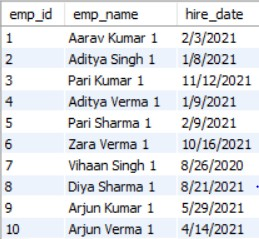 emp_id emp_name hire_date
1 Aarav Kumar 1 2/3/2021
2 Aditya Singh 1 1/8/2021
3 Pari Kumar 1 11/12/2021
4 Aditya Verma 1 1/9/2021
5 Pari Sharma 1 2/9/2021
6 Zara Verma 1 10/16/2021
7 Vihaan Singh 1 8/26/2020
8 Diya Sharma 1 8/21/2021
9 Arjun Kumar 1 5/29/2021
10 Arjun Verma 1 4/14/2021